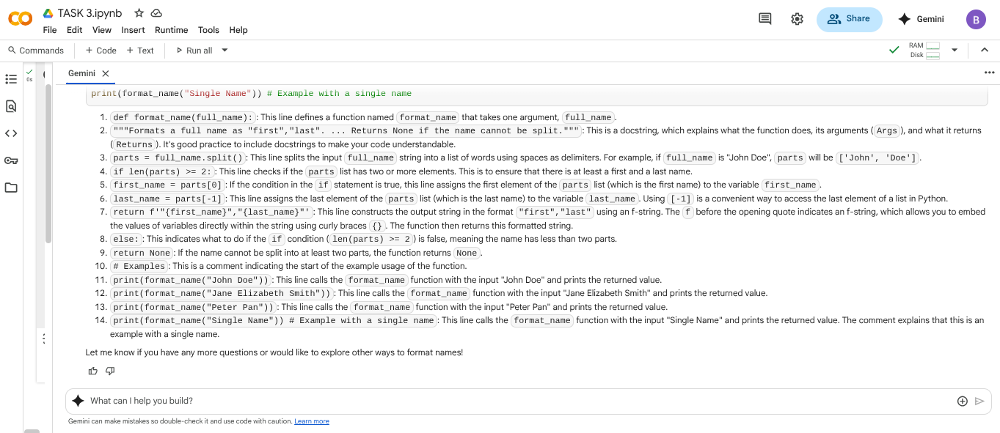 TASK 3.ipynb
File Edit View Insert Runtime Tools Help
Share
Gemini
B
Commands + Code + Text Run all
RAM
Disk
0s
Gemini
print(format_name("Single Name")) # Example with a single name
1. def format_name(full_name):: This line defines a function named format_name that takes one argument, full_name.
2. """Formats a full name as "first","last". ... Returns None if the name cannot be split.""": This is a docstring, which explains what the function does, its arguments (Args), and what it returns
(Returns). It's good practice to include docstrings to make your code understandable.
3. parts = full_name.split(): This line splits the input full_name string into a list of words using spaces as delimiters. For example, if full_name is "John Doe", parts will be ['John', 'Doe'].
4. if len(parts) >= 2:: This line checks if the parts list has two or more elements. This is to ensure that there is at least a first and a last name.
5. first_name = parts[0]: If the condition in the if statement is true, this line assigns the first element of the parts list (which is the first name) to the variable first_name.
6. last_name = parts[-1]: This line assigns the last element of the parts list (which is the last name) to the variable last_name. Using [-1] is a convenient way to access the last element of a list in Python.
7. return f'"{first_name}","{last_name}"': This line constructs the output string in the format "first","last" using an f-string. The f before the opening quote indicates an f-string, which allows you to embed
the values of variables directly within the string using curly braces {}. The function then returns this formatted string.
8. else:: This indicates what to do if the if condition (len(parts) >= 2) is false, meaning the name has less than two parts.
9. return None: If the name cannot be split into at least two parts, the function returns None.
10. # Examples: This is a comment indicating the start of the example usage of the function.
11. print(format_name("John Doe")): This line calls the format_name function with the input "John Doe" and prints the returned value.
12. print(format_name("Jane Elizabeth Smith")): This line calls the format_name function with the input "Jane Elizabeth Smith" and prints the returned value.
13. print(format_name("Peter Pan")): This line calls the format_name function with the input "Peter Pan" and prints the returned value.
14. print(format_name("Single Name")) # Example with a single name: This line calls the format_name function with the input "Single Name" and prints the returned value. The comment explains that this is an
example with a single name.
Let me know if you have any more questions or would like to explore other ways to format names!
What can I help you build?
Gemini can make mistakes so double-check it and use code with caution. Learn more